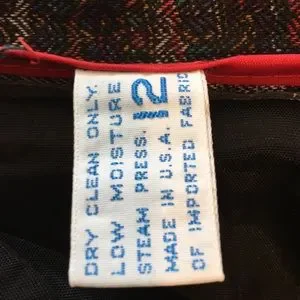 DRY CLEAN ONLY.
LOW MOISTURE
STEAM PRESS.
MADE IN U.S.A.
OF IMPORTED FABRIC
12